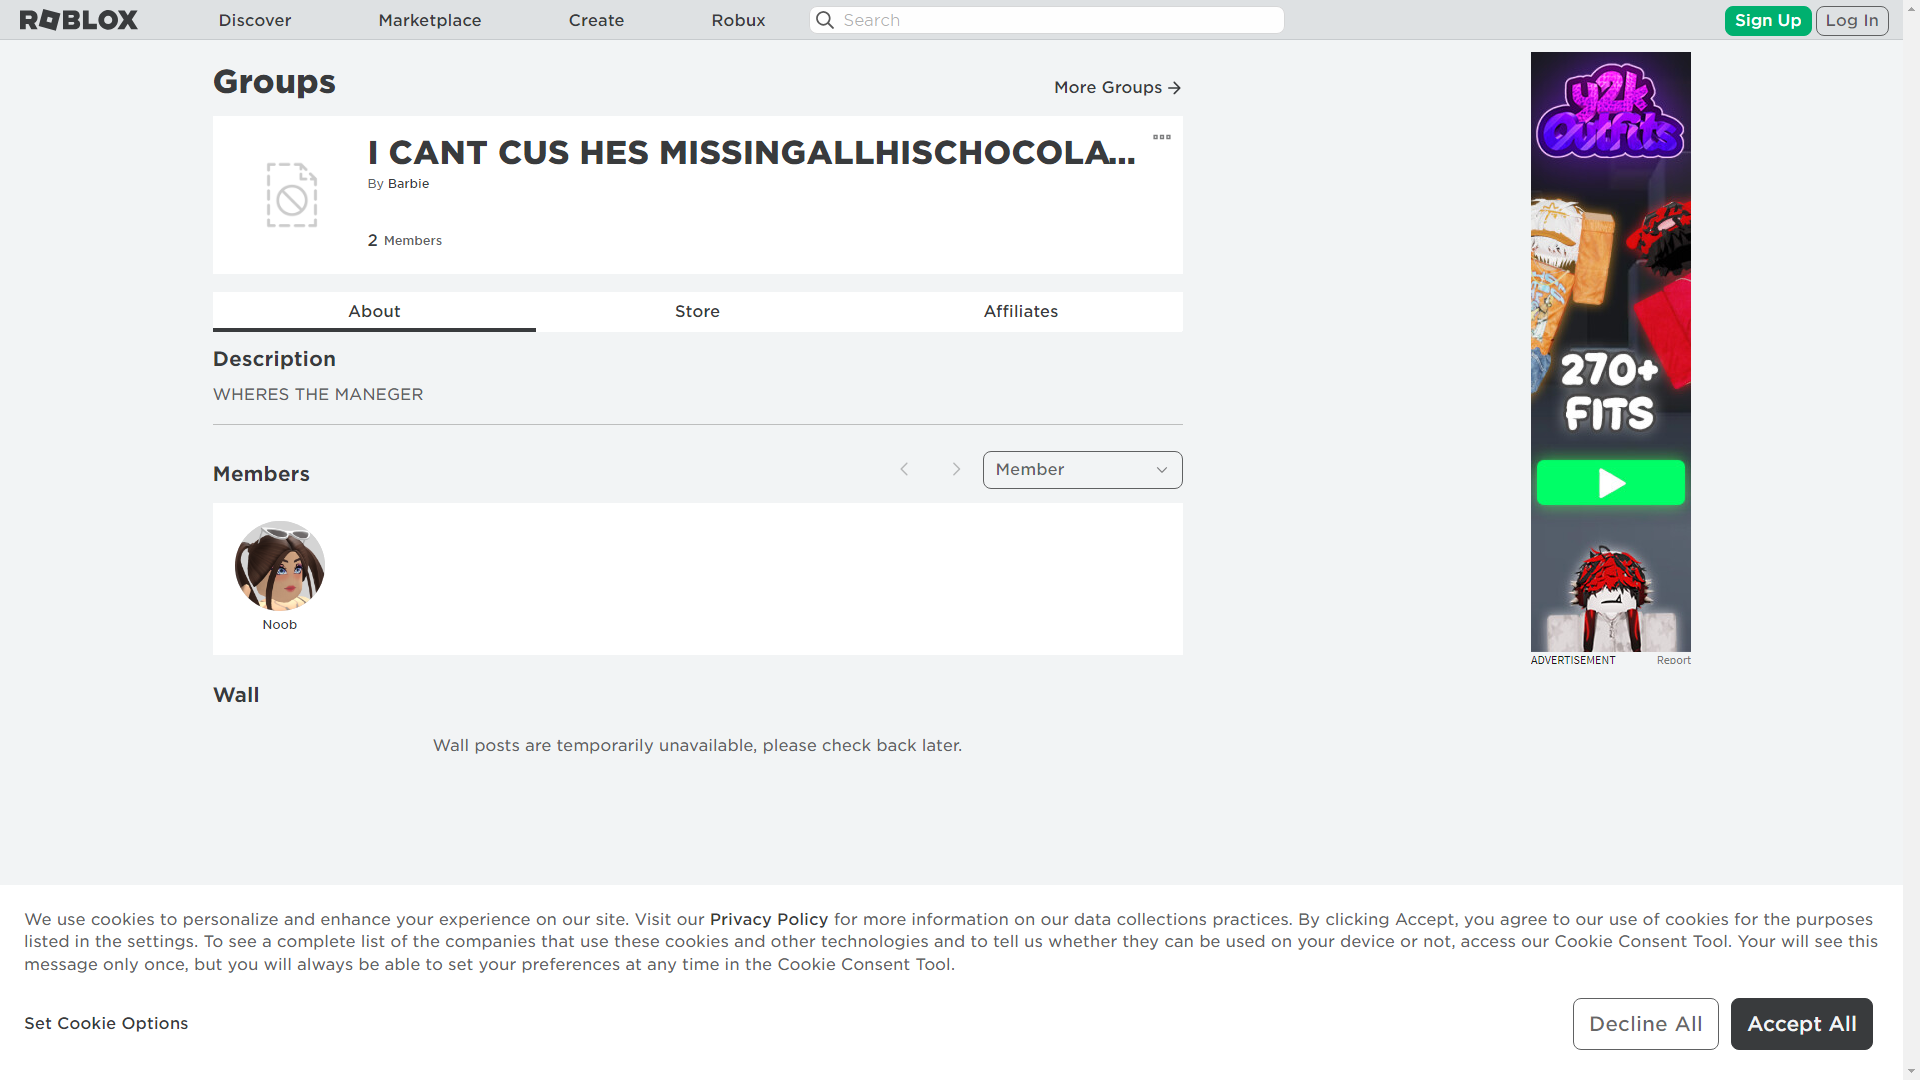 ROBLOX
Discover
Marketplace
Create
Robux
Search
Sign Up
Log In
Groups
More Groups
I CANT CUS HES MISSINGALLHISCHOCOLA...
By Barbie
2 Members
About
Store
Affiliates
Description
WHERES THE MANEGER
Members
Member
Noob
Wall
Wall posts are temporarily unavailable, please check back later.
y2k
Outfits
270+
FITS
ADVERTISEMENT
Report
We use cookies to personalize and enhance your experience on our site. Visit our Privacy Policy for more information on our data collections practices. By clicking Accept, you agree to our use of cookies for the purposes
listed in the settings. To see a complete list of the companies that use these cookies and other technologies and to tell us whether they can be used on your device or not, access our Cookie Consent Tool. Your will see this
message only once, but you will always be able to set your preferences at any time in the Cookie Consent Tool.
Set Cookie Options
Decline All
Accept All